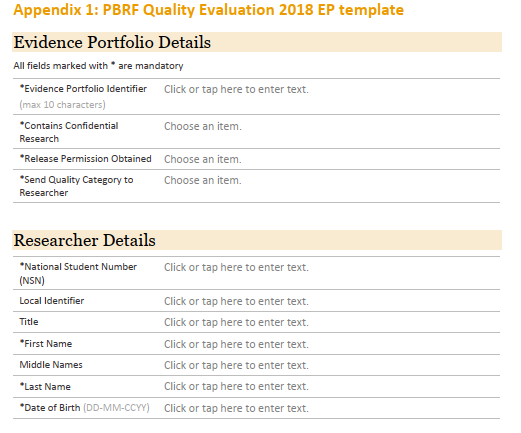 Appendix 1: PBRF Quality Evaluation 2018 EP template
Evidence Portfolio Details
All fields marked with * are mandatory
*Evidence Portfolio Identifier Click or tap here to enter text.
(max 10 characters)
*Contains Confidential Choose an item.
Research
*Release Permission Obtained Choose an item.
*Send Quality Category to Choose an item.
Researcher
Researcher Details
*National Student Number Click or tap here to enter text.
(NSN)
Local Identifier Click or tap here to enter text.
Title Click or tap here to enter text.
*First Name Click or tap here to enter text.
Middle Names Click or tap here to enter text.
*Last Name Click or tap here to enter text.
*Date of Birth (DD-MM-CCYY) Click or tap here to enter text.